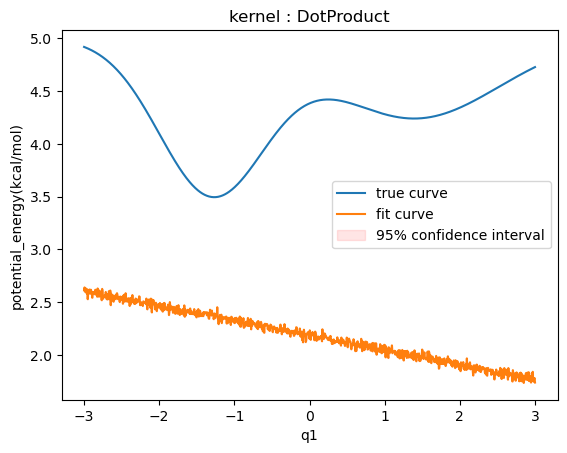 kernel : DotProduct
potential_energy(kcal/mol)
5.0
4.5
4.0
3.5
3.0
2.5
2.0
true curve
fit curve
95% confidence interval
−3 −2 −1 0 1 2 3
q1